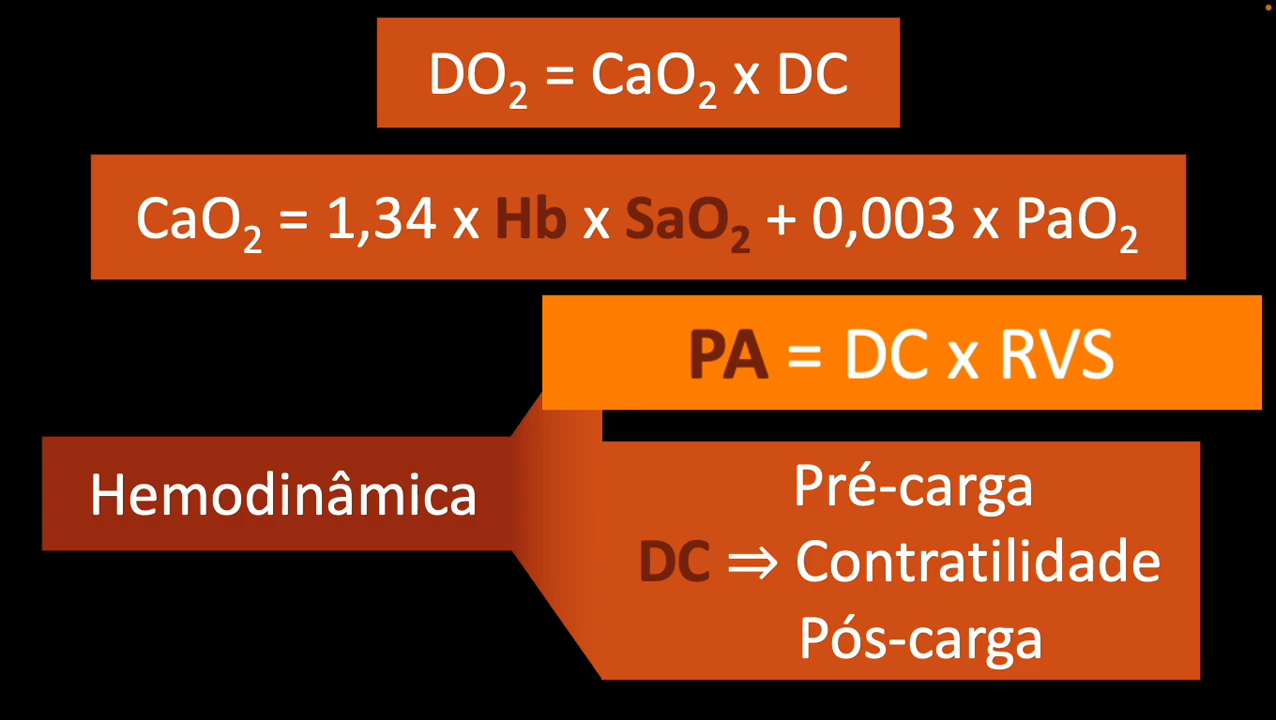 DO₂ = CaO₂ x DC
CaO₂ = 1,34 x Hb x SaO₂ + 0,003 x PaO₂
PA = DC x RVS
Hemodinâmica
Pré-carga
DC ⇒ Contratilidade
Pós-carga